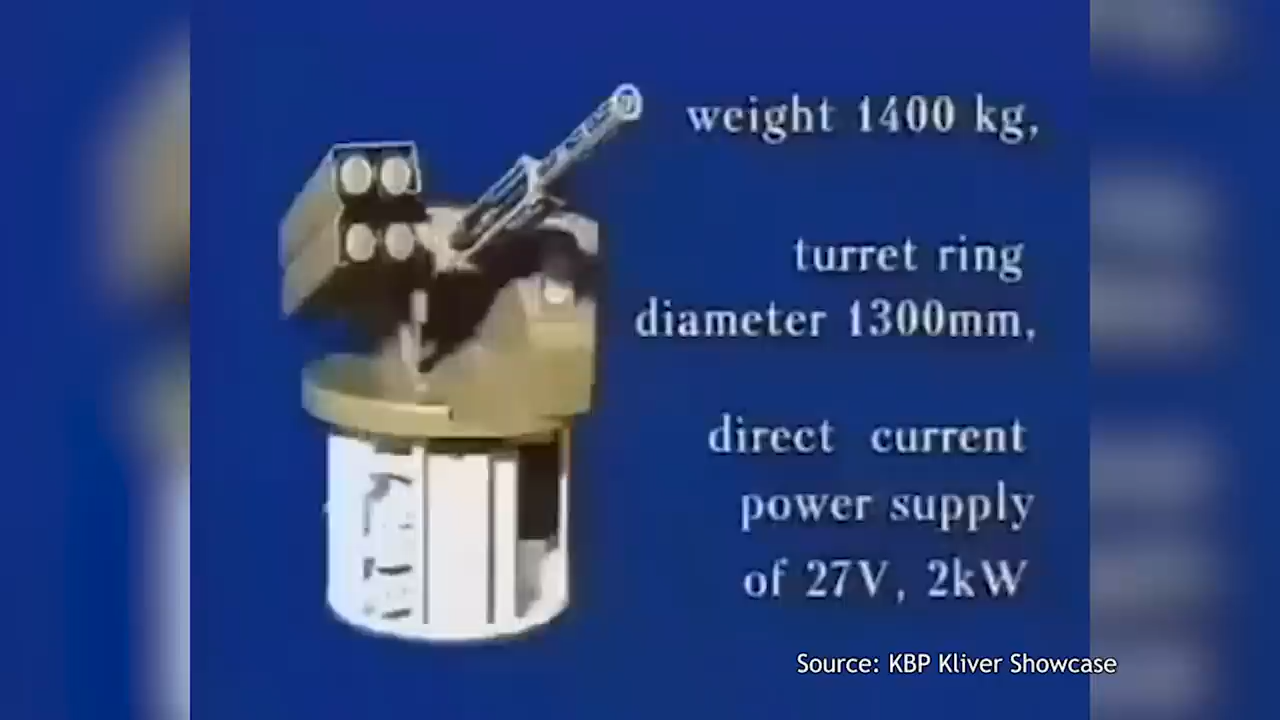 weight 1400 kg,
turret ring
diameter 1300mm,
direct current
power supply
of 27V, 2kW
Source: KBP Kliver Showcase